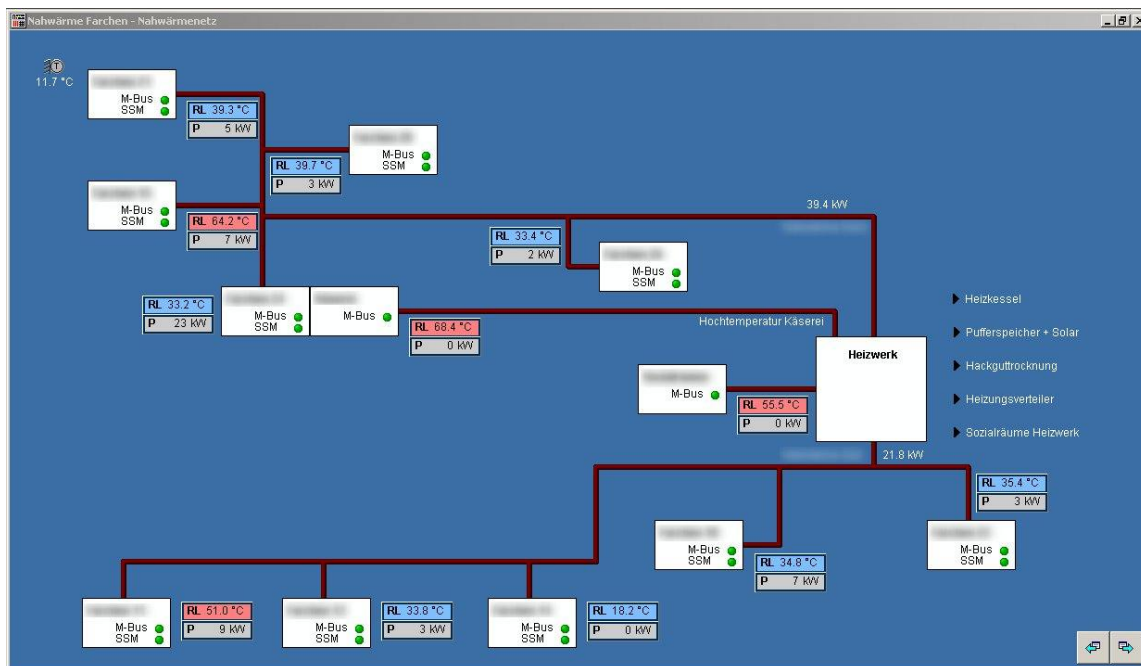 Nahwärme Farchen - Nahwärmenetz
11.7 °C
M-Bus
SSM
RL 39.3 °C
P 5 kW
M-Bus
SSM
RL 39.7 °C
P 3 kW
M-Bus
SSM
RL 64.2 °C
P 7 kW
39.4 kW
RL 33.4 °C
P 2 kW
M-Bus
SSM
RL 33.2 °C
P 23 kW
M-Bus
SSM
M-Bus
RL 68.4 °C
P 0 kW
Hochtemperatur Käserei
Heizwerk
M-Bus
RL 55.5 °C
P 0 kW
Heizkessel
Pufferspeicher + Solar
Hackguttrocknung
Heizungsverteiler
Sozialräume Heizwerk
21.8 kW
RL 35.4 °C
P 3 kW
M-Bus
SSM
M-Bus
SSM
RL 34.8 °C
P 7 kW
M-Bus
SSM
RL 51.0 °C
P 9 kW
M-Bus
SSM
RL 33.8 °C
P 3 kW
M-Bus
SSM
RL 18.2 °C
P 0 kW